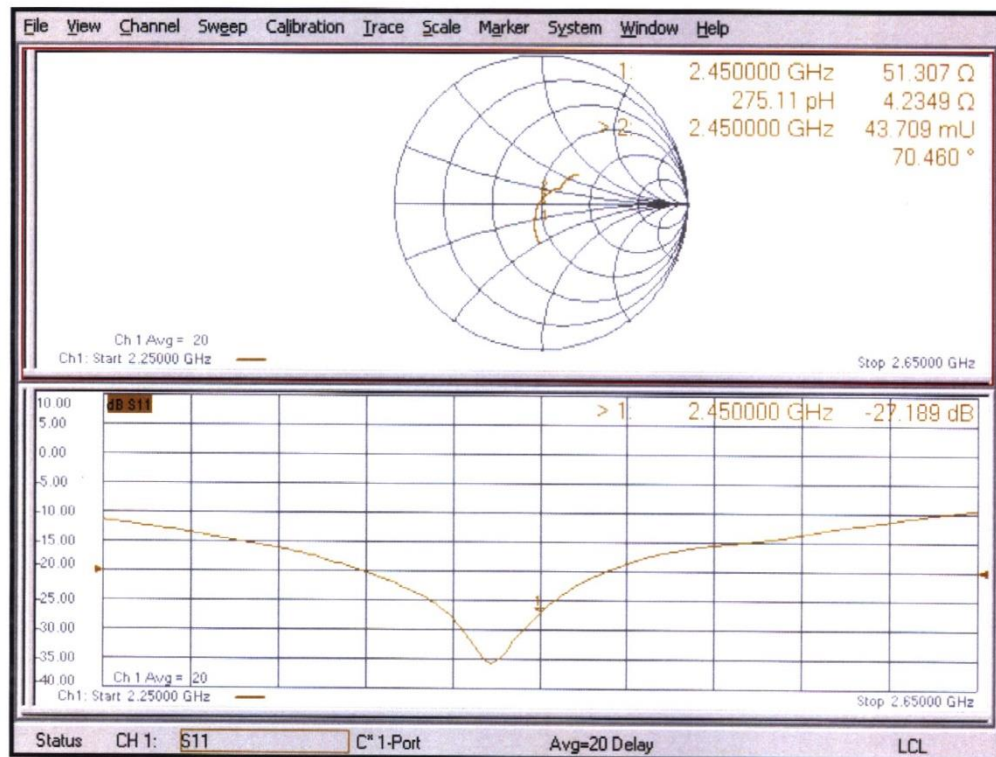 File View Channel Sweep Calibration Trace Scale Marker System Window Help
1: 2.450000 GHz 51.307 Ω
275.11 pH 4.2349 Ω
> 2: 2.450000 GHz 43.709 mU
70.460 °
2
1
Ch 1 Avg = 20
Ch1: Start 2.25000 GHz
Stop 2.65000 GHz
10.00 dB S11 > 1: 2.450000 GHz -27.189 dB
5.00
0.00
-5.00
-10.00
-15.00
-20.00
-25.00
1
-30.00
-35.00
-40.00 Ch 1 Avg = 20
Ch1: Start 2.25000 GHz
Stop 2.65000 GHz
Status CH 1: S11 C* 1-Port Avg=20 Delay LCL